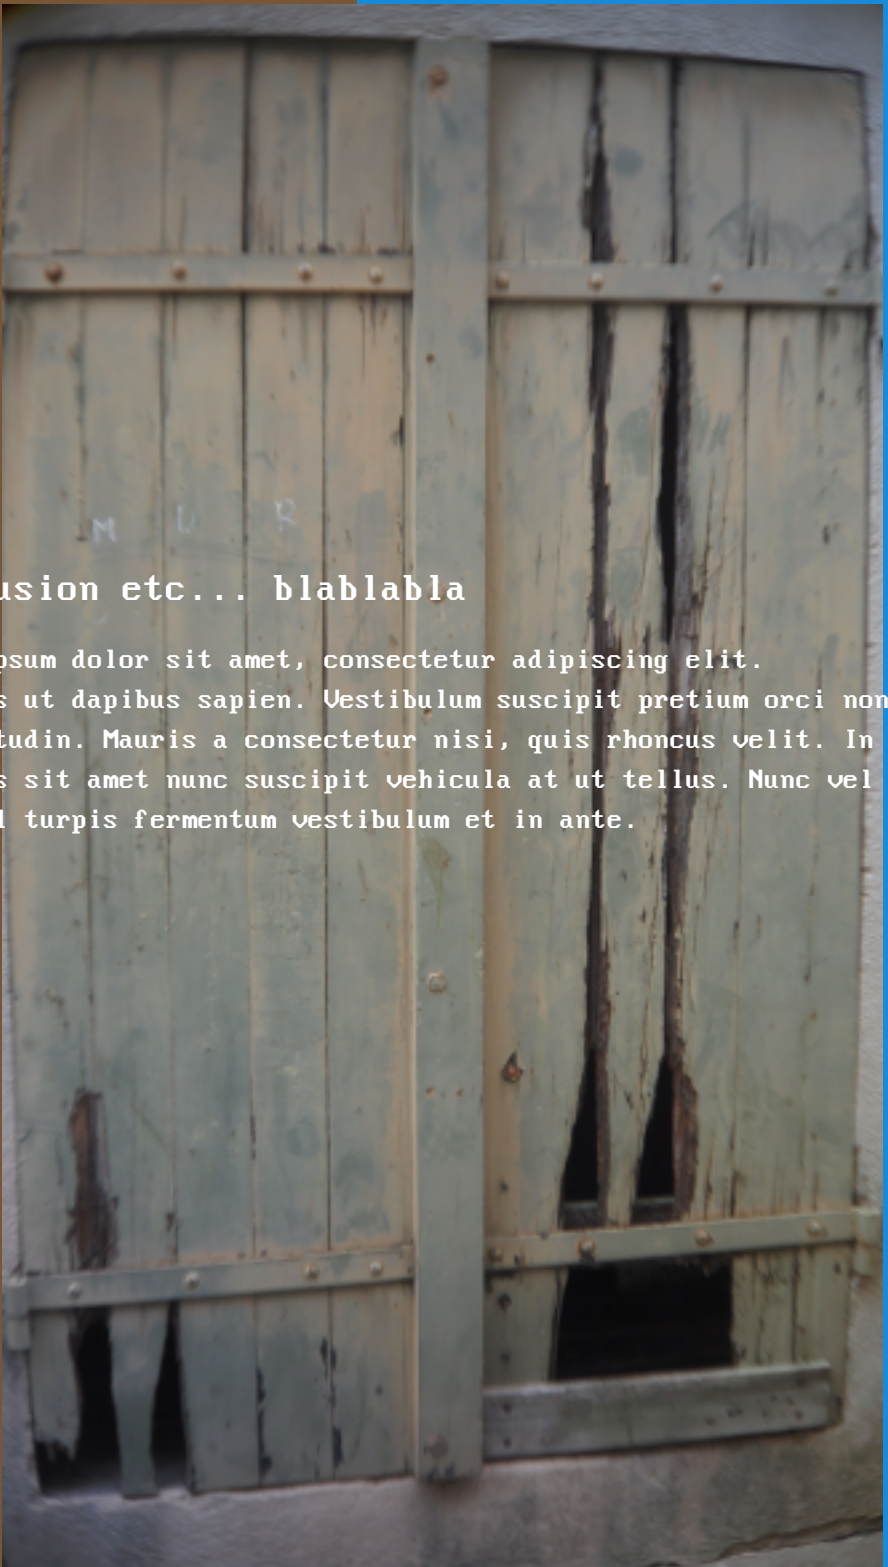 M D R
usion etc... blablabla
psum dolor sit amet, consectetur adipiscing elit.
s ut dapibus sapien. Vestibulum suscipit pretium orci non
tudin. Mauris a consectetur nisi, quis rhoncus velit. In
s sit amet nunc suscipit vehicula at ut tellus. Nunc vel
l turpis fermentum vestibulum et in ante.